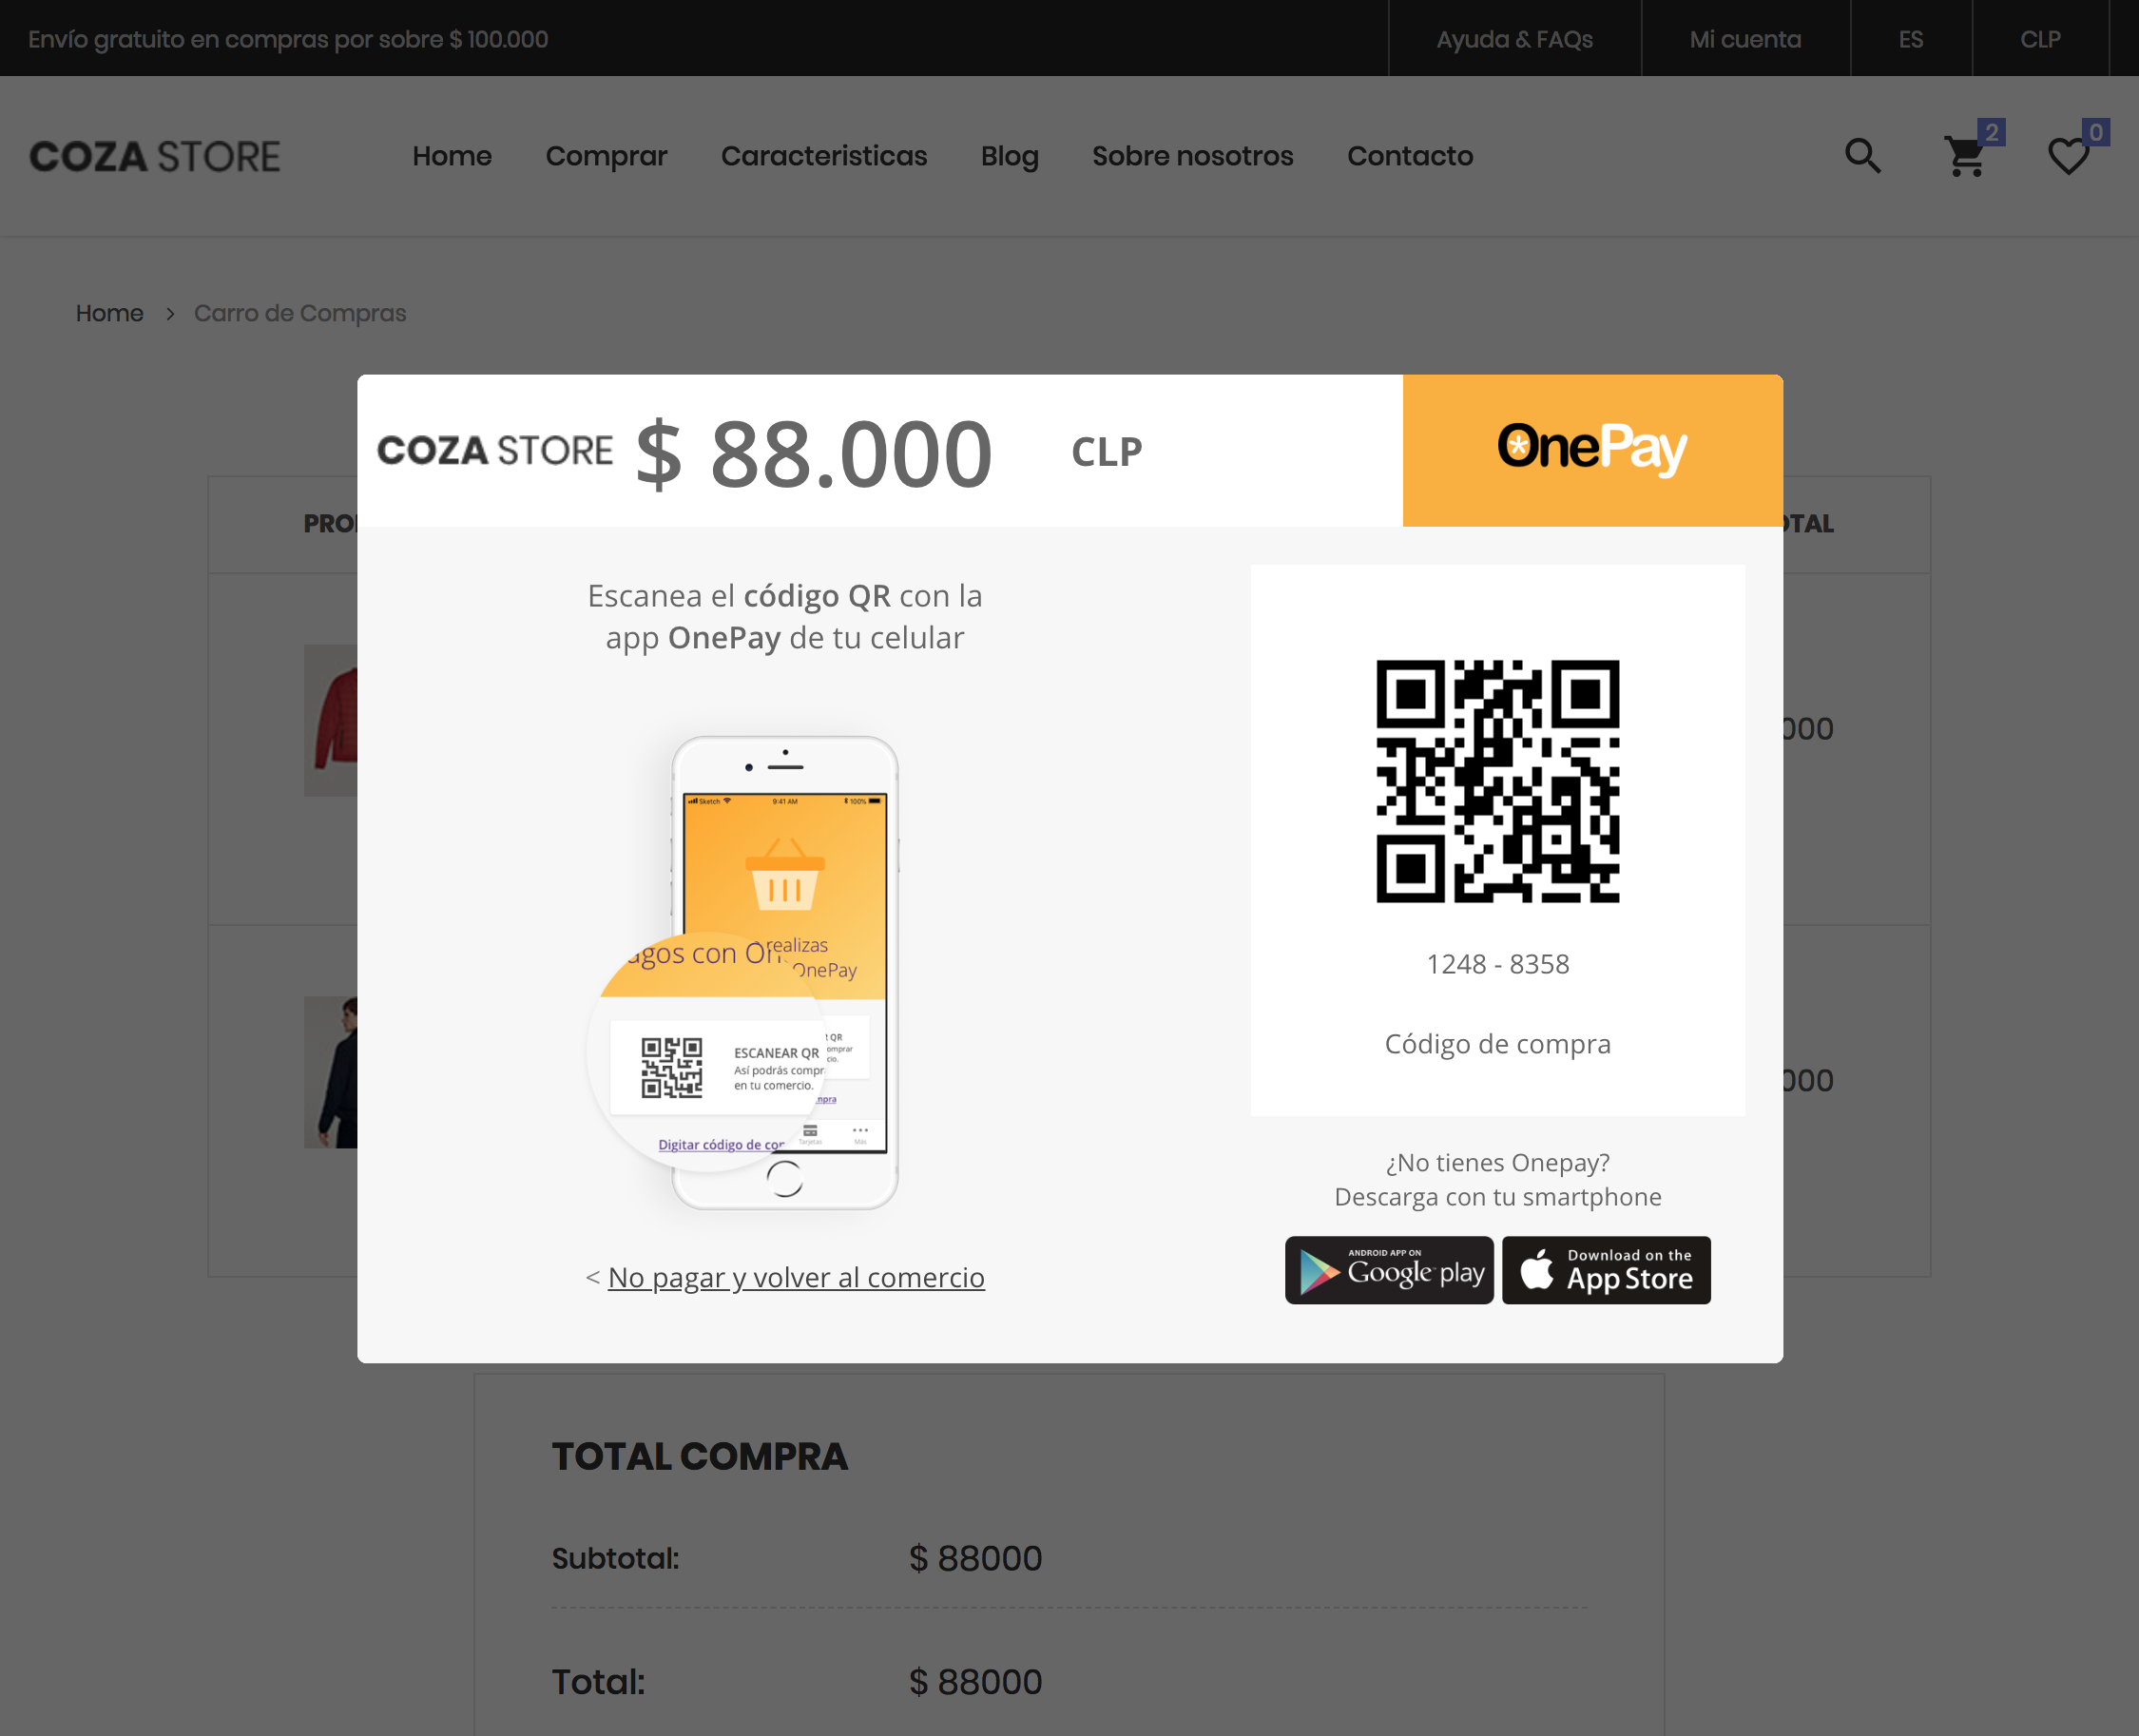 Envío gratuito en compras por sobre $ 100.000
Ayuda & FAQs
Mi cuenta
ES
CLP
COZA STORE
Home
Comprar
Caracteristicas
Blog
Sobre nosotros
Contacto
2
0
Home > Carro de Compras
COZA STORE $ 88.000 CLP
OnePay
PRO
OTAL
Escanea el código QR con la
app OnePay de tu celular
000
Sketch
9:41 AM
100%
realizas
OnePay
agos con On
QR
omprar
cio.
ESCANEAR QR
Así podrás compr
en tu comercio.
mpra
Digitar código de cor
Tarjetas
Más
1248 - 8358
Código de compra
000
¿No tienes Onepay?
Descarga con tu smartphone
ANDROID APP ON
Google play
Download on the
App Store
< No pagar y volver al comercio
TOTAL COMPRA
Subtotal: $ 88000
Total: $ 88000